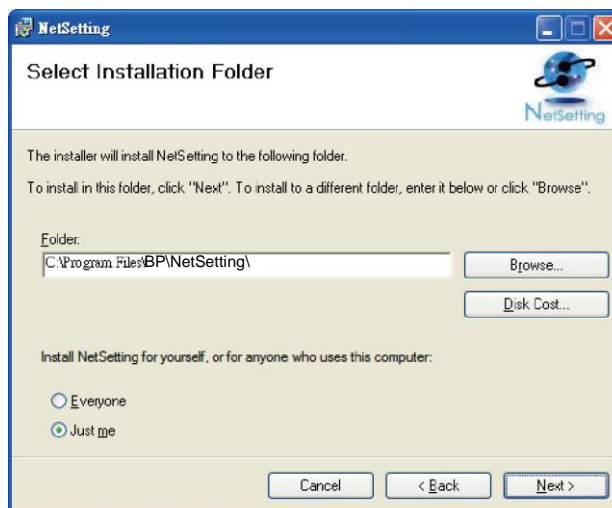 NetSetting
Select Installation Folder
NetSetting
The installer will install NetSetting to the following folder.
To install in this folder, click "Next". To install to a different folder, enter it below or click "Browse".
Folder:
C:\Program Files\BP\NetSetting\
Browse...
Disk Cost...
Install NetSetting for yourself, or for anyone who uses this computer:
Everyone
Just me
Cancel
< Back
Next >